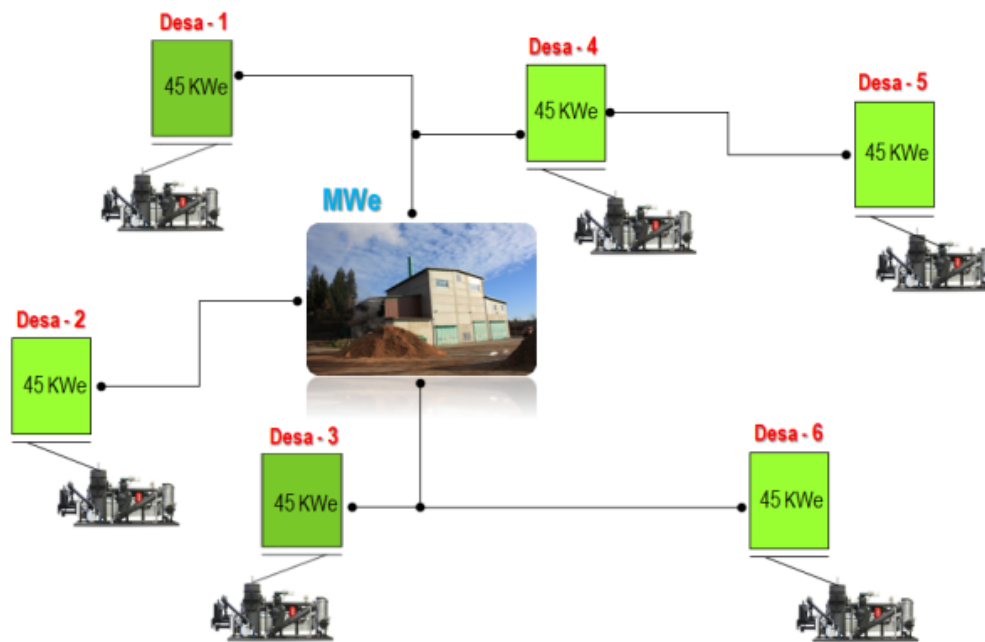 Desa - 1
45 KWe
Desa - 4
45 KWe
Desa - 5
45 KWe
MWe
Desa - 2
45 KWe
Desa - 3
45 KWe
Desa - 6
45 KWe